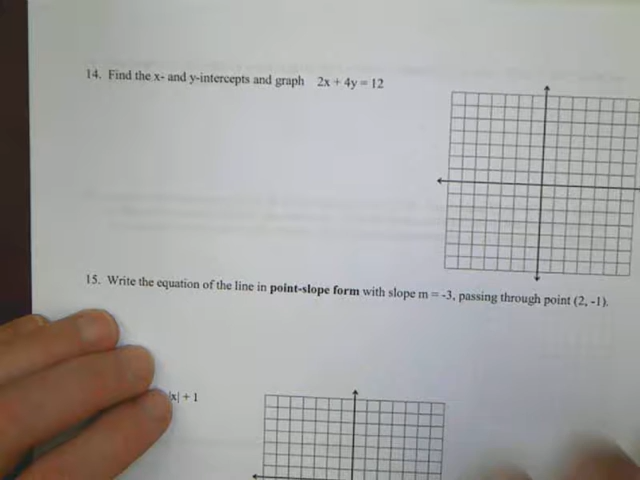 14. Find the x- and y-intercepts and graph 2x + 4y = 12
15. Write the equation of the line in point-slope form with slope m = -3, passing through point (2, -1).
|x| + 1